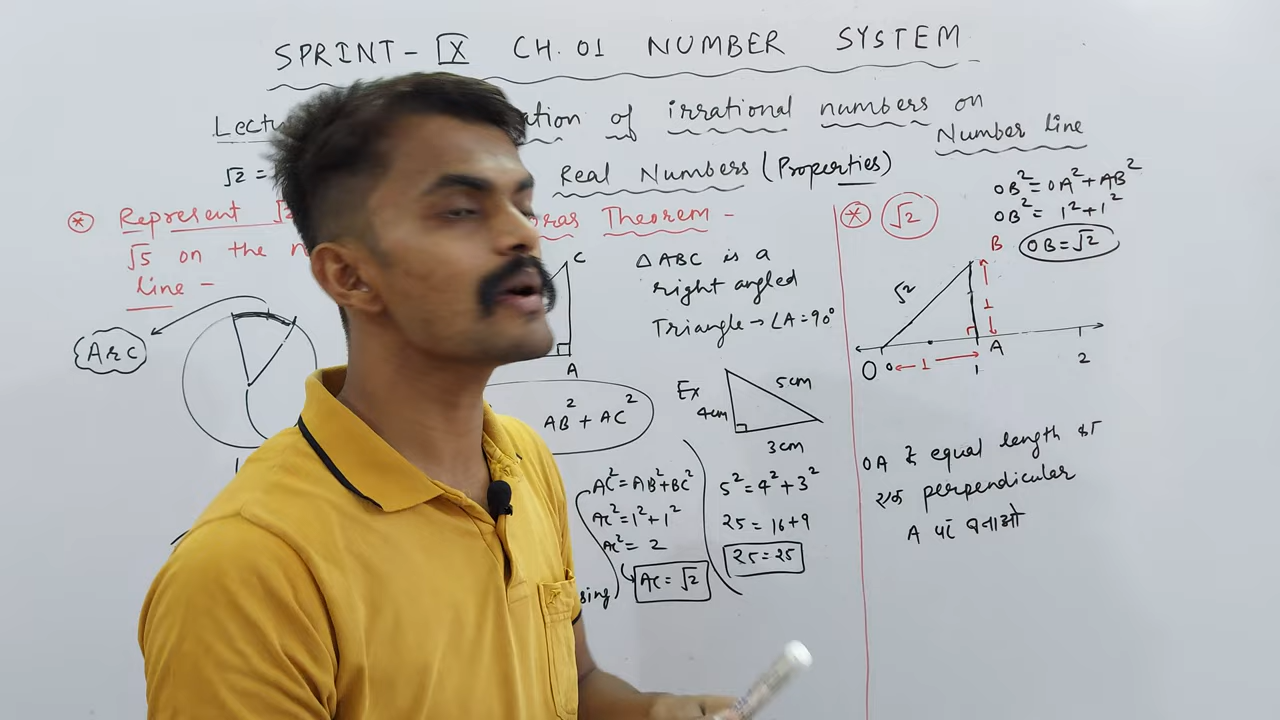 SPRINT - IX CH. 01 NUMBER SYSTEM
Lectu ation of irrational numbers on
Number line
√2 = Real Numbers (Properties)
* Represent √2 oras Theorem -
√5 on the n
line -
Arc
C
A
△ ABC is a
right angled
Triangle → ∠A = 90°
AB² + AC²
AC² = AB² + BC²
AC² = 1² + 1²
AC² = 2
AC = √2
sing
Ex
5cm
4cm
3cm
5² = 4² + 3²
25 = 16 + 9
25 = 25
* √2
OB² = OA² + AB²
OB² = 1² + 1²
OB = √2
B
√2
1
O 0 1 A
1 2
OA के equal length का
एक perpendicular
A पर बनाओ